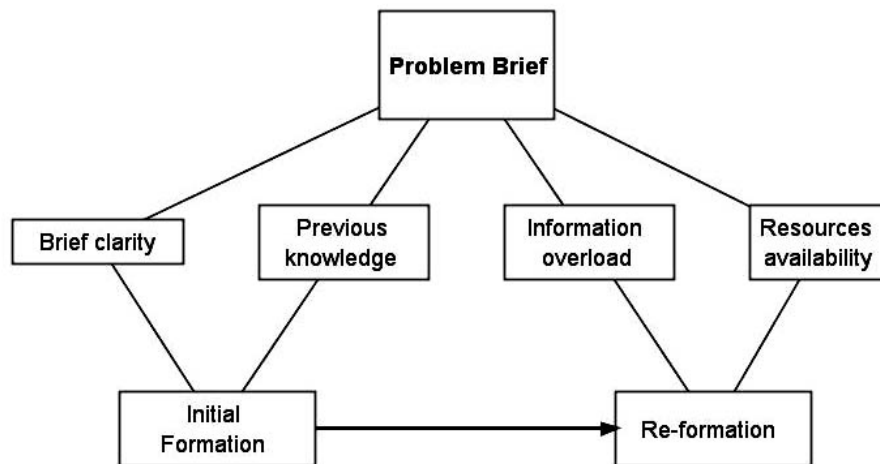 Problem Brief
Brief clarity
Previous
knowledge
Information
overload
Resources
availability
Initial
Formation
Re-formation